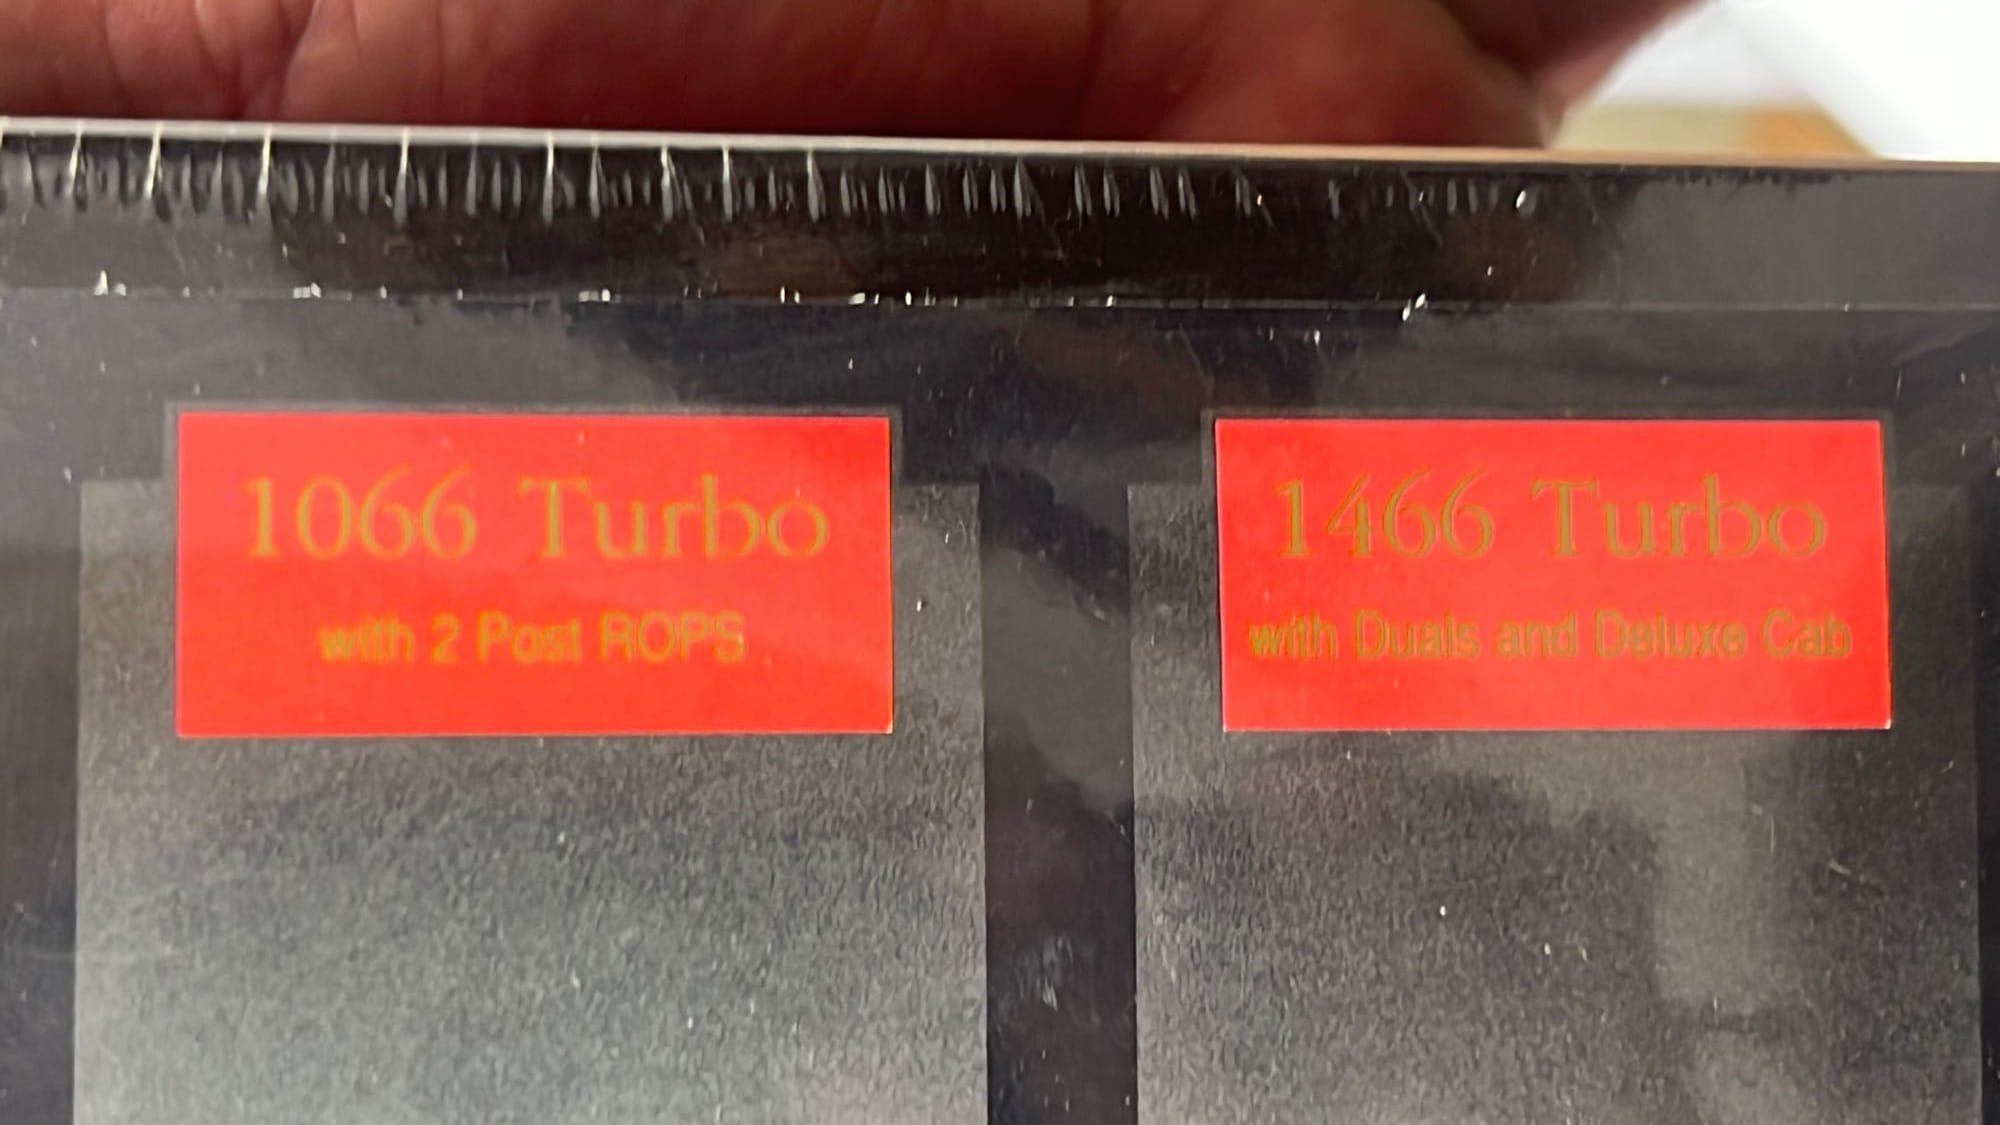 1066 Turbo
with 2 Post ROPS
1466 Turbo
with Duals and Deluxe Cab